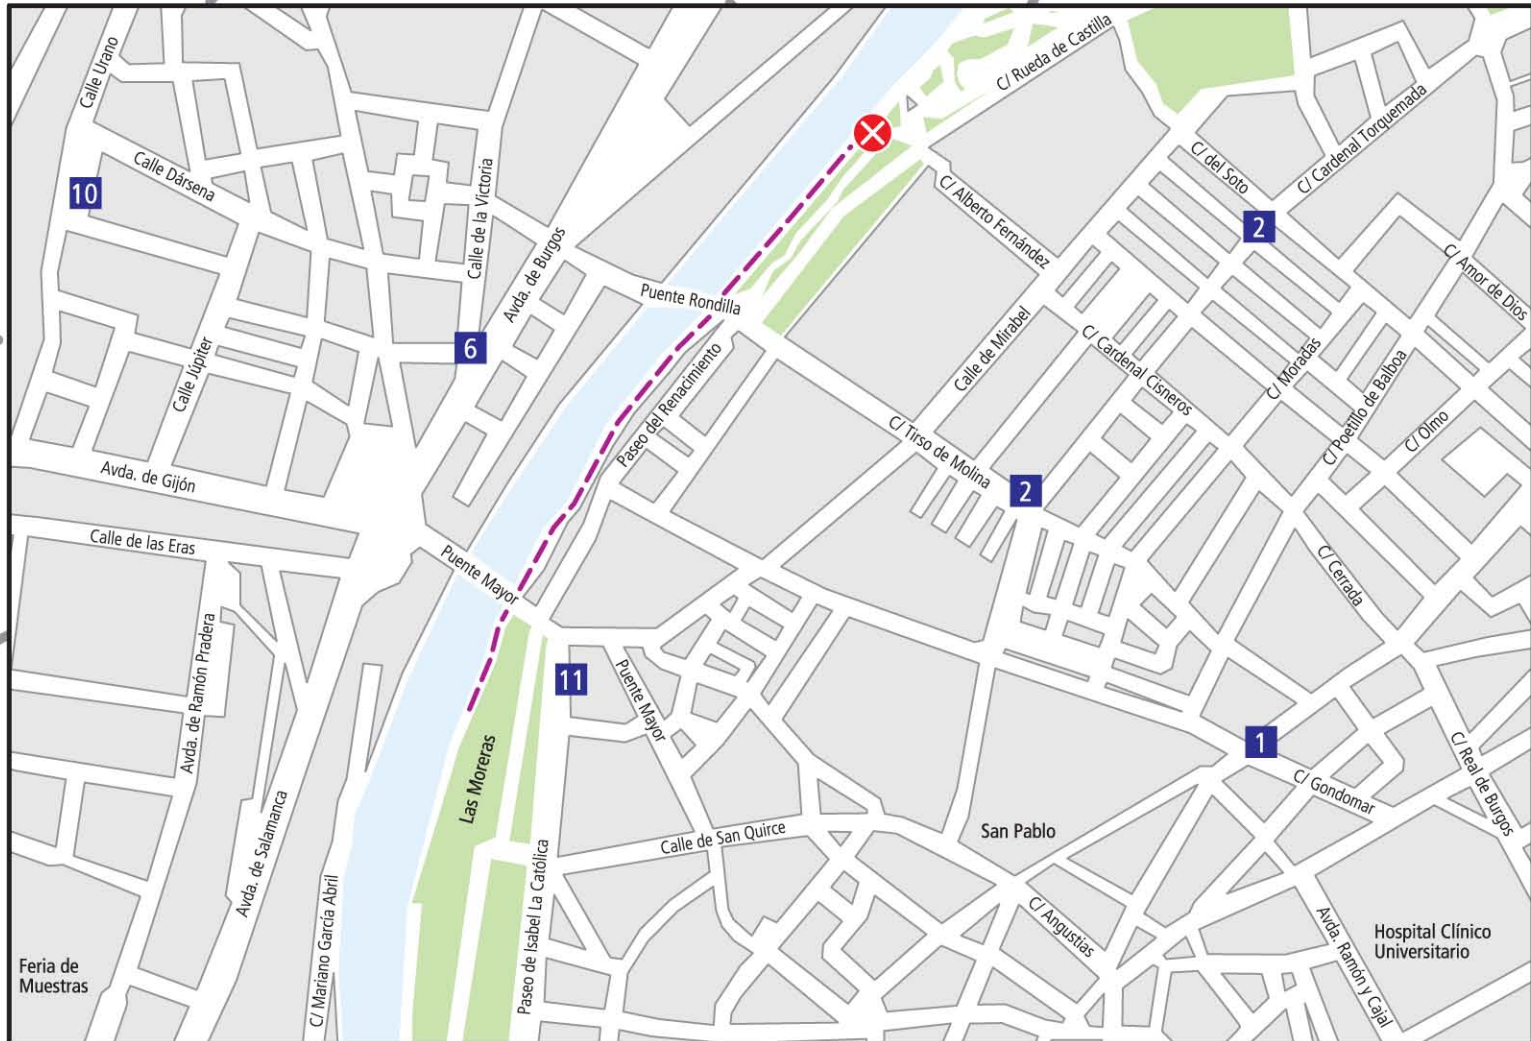 Calle Urano
C/ Rueda de Castilla
Calle Dársena
10
Calle de la Victoria
C/ del Soto
C/ Cardenal Torquemada
C/ Alberto Fernández
2
Avda. de Burgos
C/ Amor de Dios
Puente Rondilla
Calle Júpiter
6
Paseo del Renacimiento
Calle de Mirabel
C/ Cardenal Cisneros
C/ Moradas
C/ Poetillo de Balboa
C/ Olmo
C/ Tirso de Molina
2
Avda. de Gijón
Calle de las Eras
Puente Mayor
C/ Cerrada
Avda. de Ramón Pradera
11
Puente Mayor
1
C/ Gondomar
C/ Real de Burgos
Las Moreras
Calle de San Quirce
San Pablo
Avda. de Salamanca
C/ Mariano García Abril
Paseo de Isabel La Católica
C/ Angustias
Avda. Ramón y Cajal
Hospital Clínico
Universitario
Feria de
Muestras